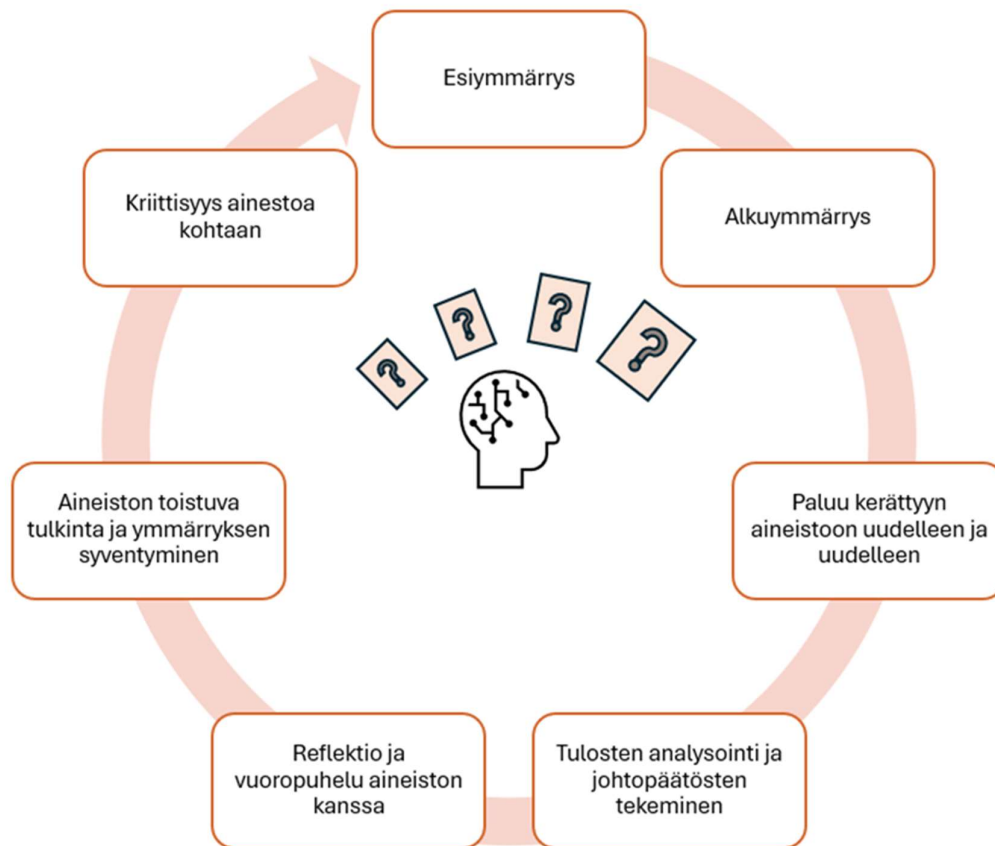 Esiymmärrys
Alkuymmärrys
Paluu kerättyyn
aineistoon uudelleen ja
uudelleen
Tulosten analysointi ja
johtopäätösten
tekeminen
Reflektio ja
vuoropuhelu aineiston
kanssa
Aineiston toistuva
tulkinta ja ymmärryksen
syventyminen
Kriittisyys ainestoa
kohtaan
?
?
?
?